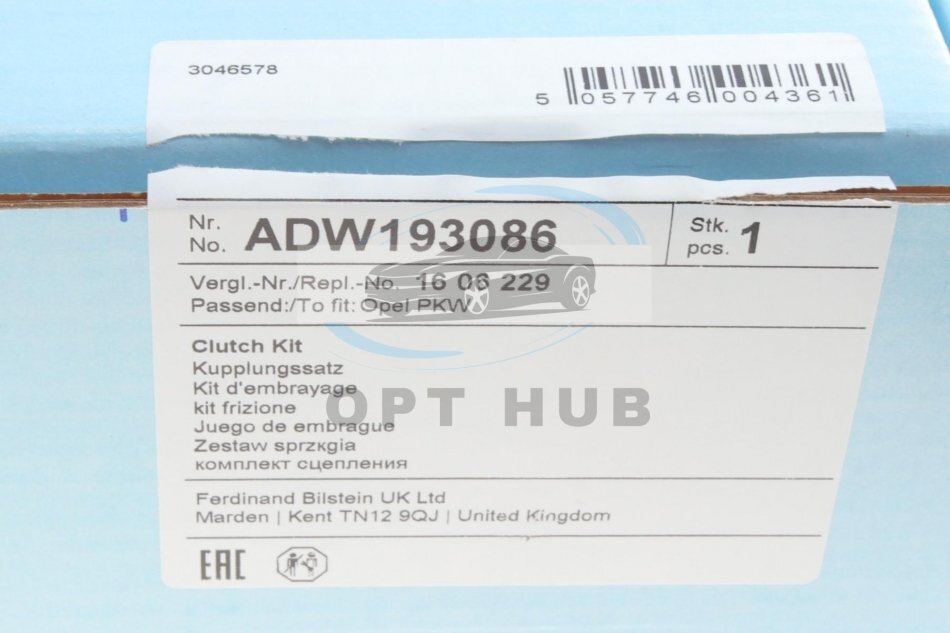 3046578
5 057746 004361
Nr.
No. ADW193086
Stk.
pcs. 1
Vergl.-Nr./Repl.-No. 16 06 229
Passend:/To fit: Opel PKW
Clutch Kit
Kupplungssatz
Kit d'embrayage
kit frizione
Juego de embrague
Zestaw sprzкgia
комплект сцепления
OPT HUB
Ferdinand Bilstein UK Ltd
Marden | Kent TN12 9QJ | United Kingdom
EAC